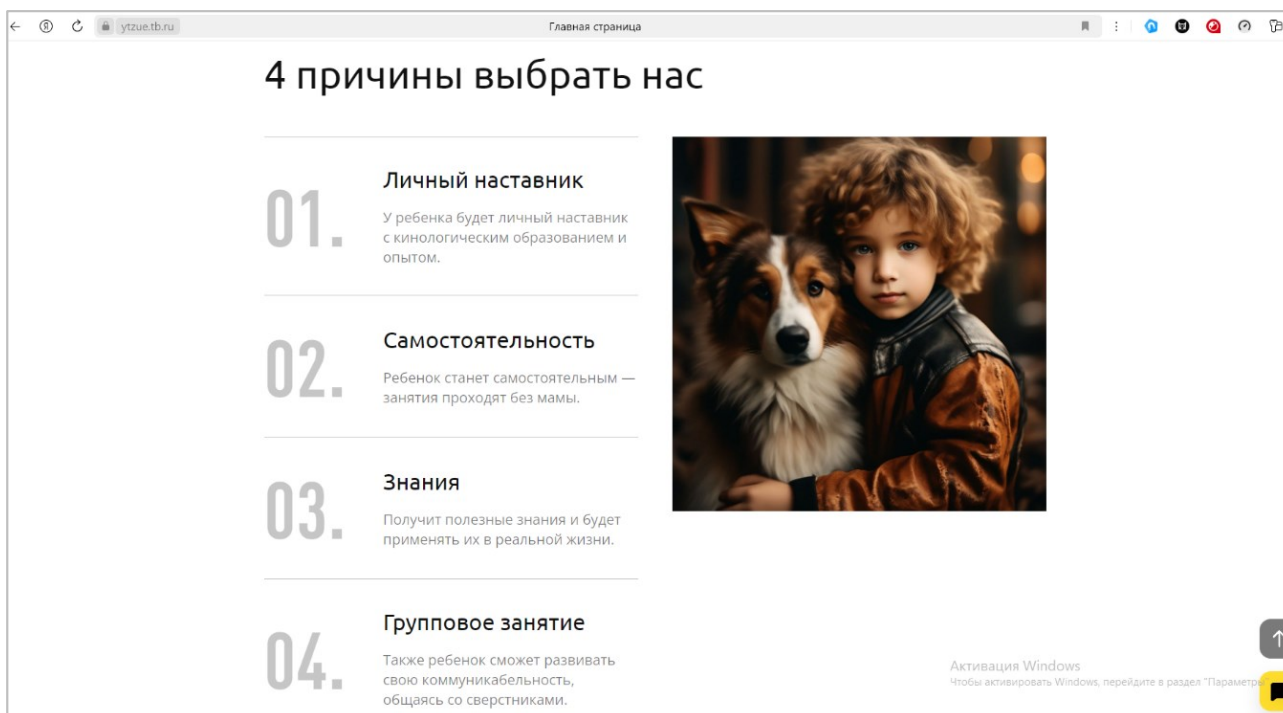 ytzue.tb.ru
Главная страница
4 причины выбрать нас
01.
Личный наставник
У ребенка будет личный наставник
с кинологическим образованием и
опытом.
02.
Самостоятельность
Ребенок станет самостоятельным —
занятия проходят без мамы.
03.
Знания
Получит полезные знания и будет
применять их в реальной жизни.
04.
Групповое занятие
Также ребенок сможет развивать
свою коммуникабельность,
общаясь со сверстниками.
Активация Windows
Чтобы активировать Windows, перейдите в раздел "Параметры